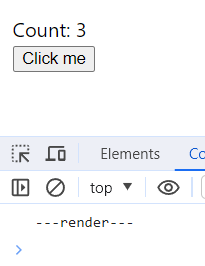 Count: 3
Click me
Elements Co
top ▼
---render---
>